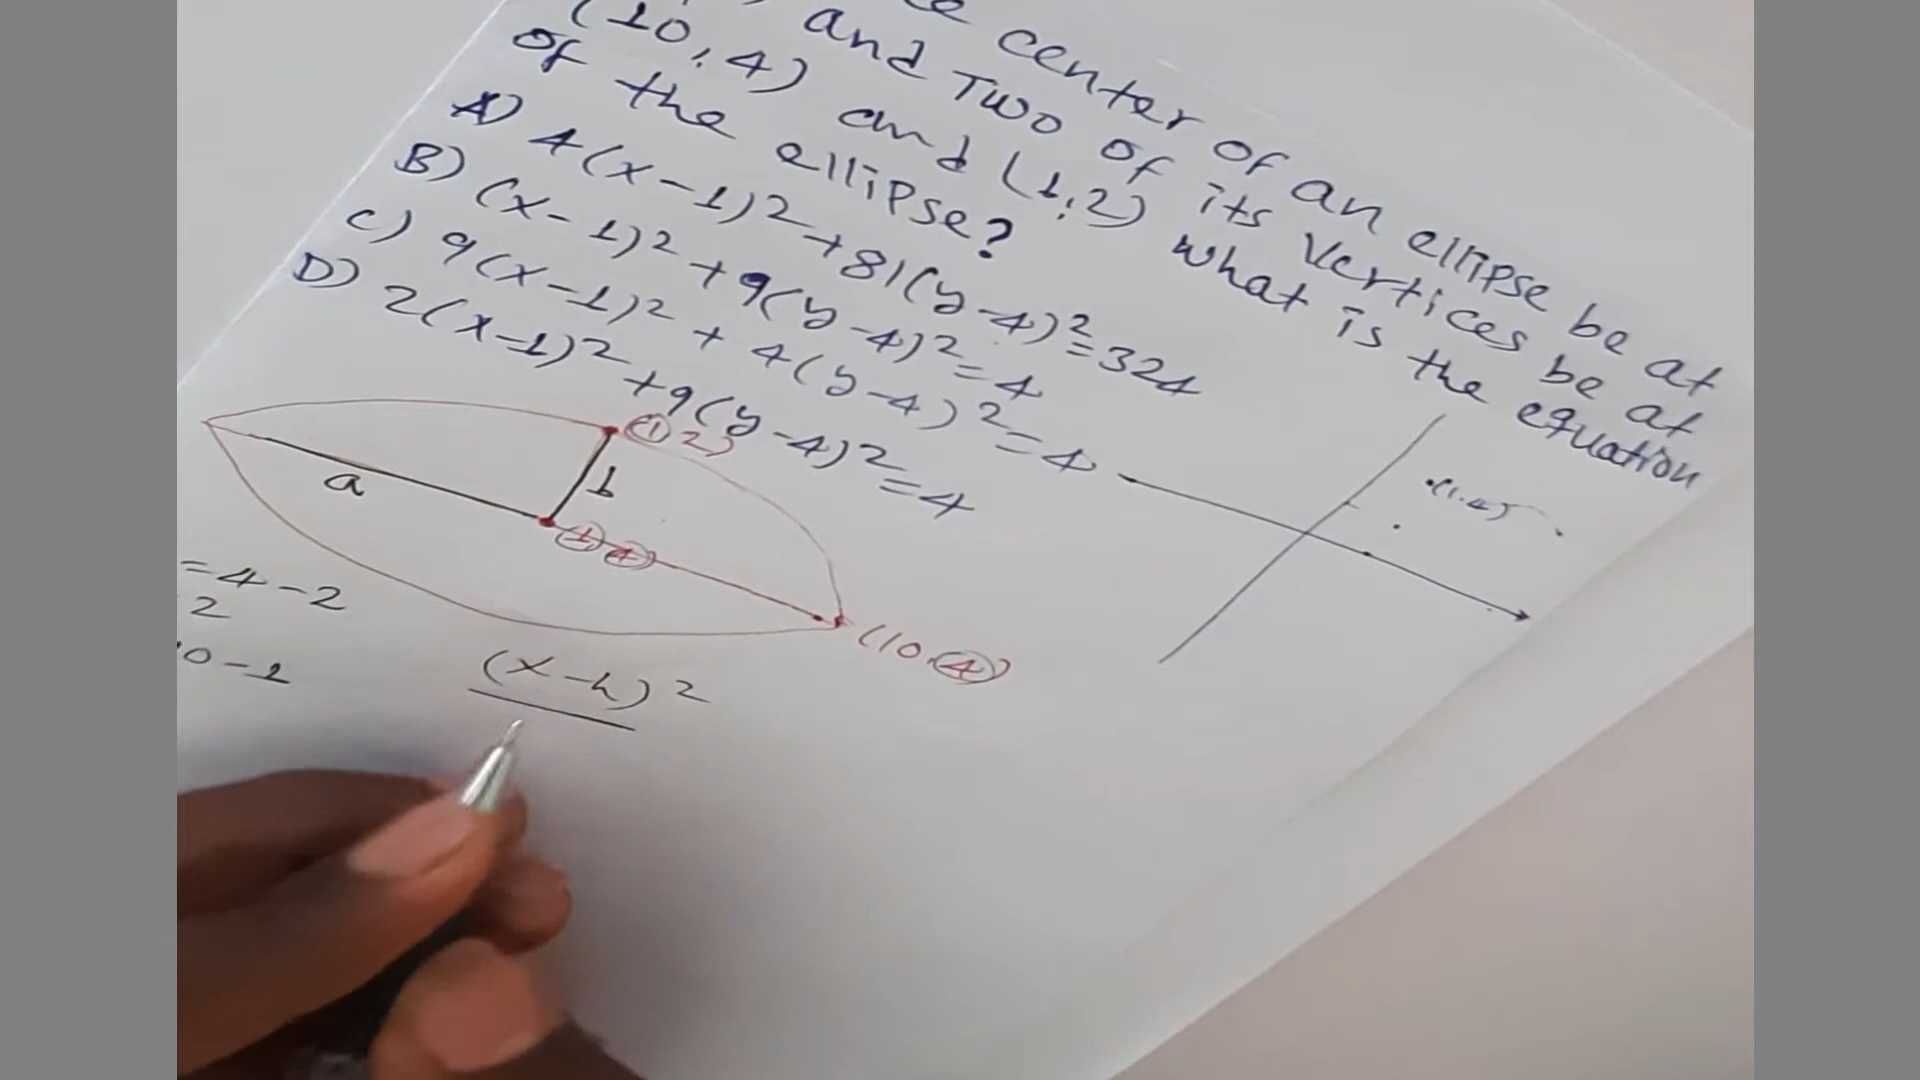 center of an ellipse be at
and Two of its vertices be at
(10,4) and (1,2) what is the equation
of the ellipse?
A) 4(x-1)²+81(y-4)²=324
B) (x-1)²+9(y-4)²=4
C) 9(x-1)²+4(y-4)²=4
D) 2(x-1)²+9(y-4)²=4
(1,2)
a
b
(1,4)
(10,4)
=4-2
2
0-1
(x-h)²